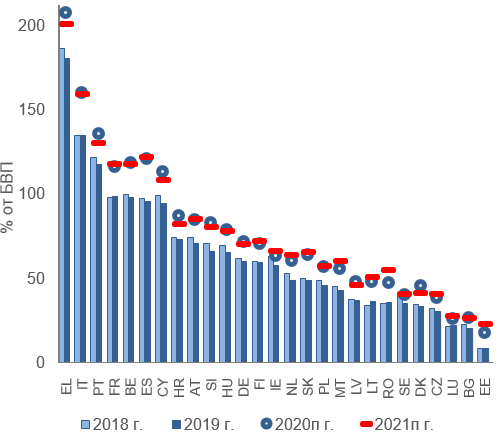 % от БВП
200
150
100
50
0
EL IT PT FR BE ES CY HR AT SI HU DE FI IE NL SK PL MT LV LT RO SE DK CZ LU BG EE
2018 г. 2019 г. 2020п г. 2021п г.